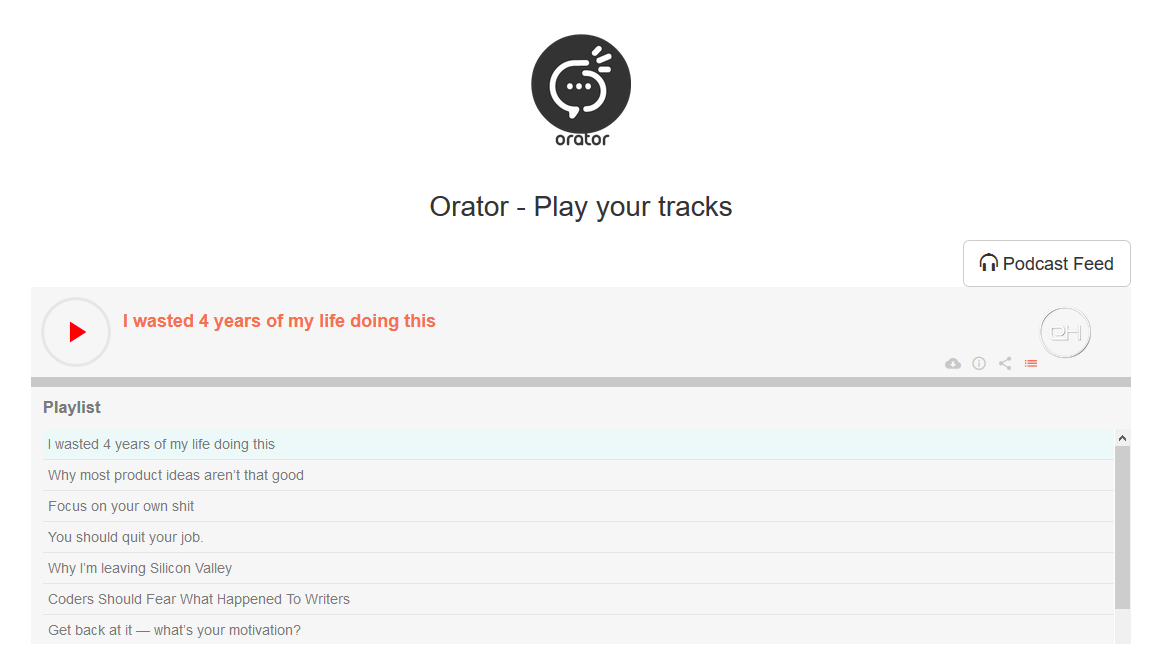 orator
Orator - Play your tracks
Podcast Feed
I wasted 4 years of my life doing this
Playlist
I wasted 4 years of my life doing this
Why most product ideas aren’t that good
Focus on your own shit
You should quit your job.
Why I’m leaving Silicon Valley
Coders Should Fear What Happened To Writers
Get back at it — what’s your motivation?